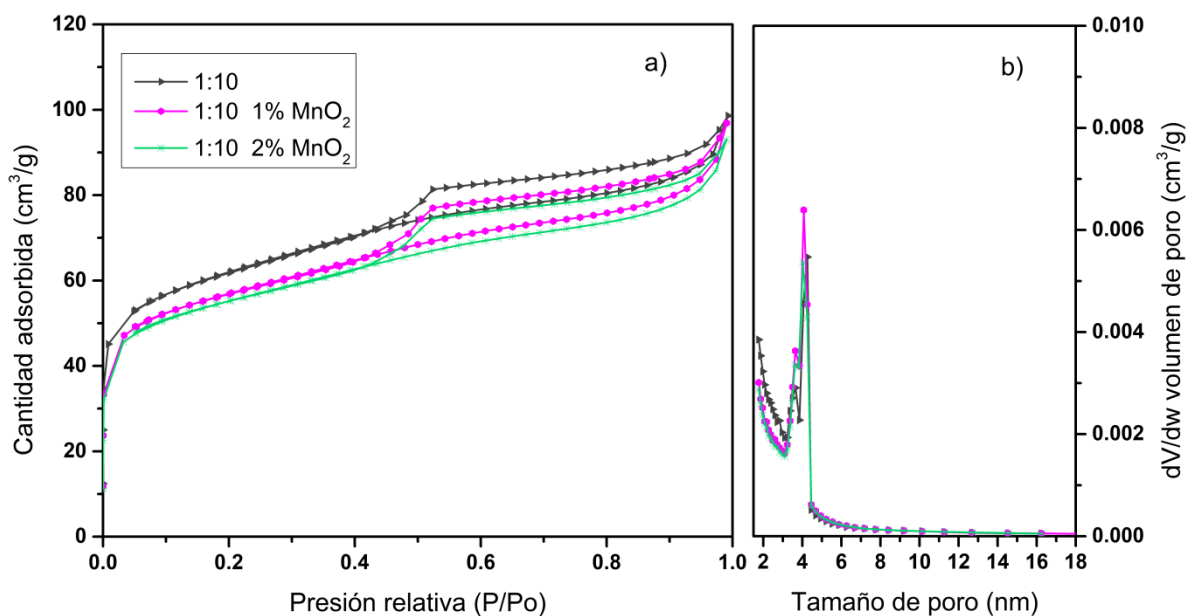 Cantidad adsorbida (cm³/g)
120
100
80
60
40
20
0
0.0
0.2
0.4
0.6
0.8
1.0
Presión relativa (P/Po)
1:10
1:10 1% MnO₂
1:10 2% MnO₂
a)
b)
2 4 6 8 10 12 14 16 18
Tamaño de poro (nm)
0.010
0.008
0.006
0.004
0.002
0.000
dV/dw volumen de poro (cm³/g)